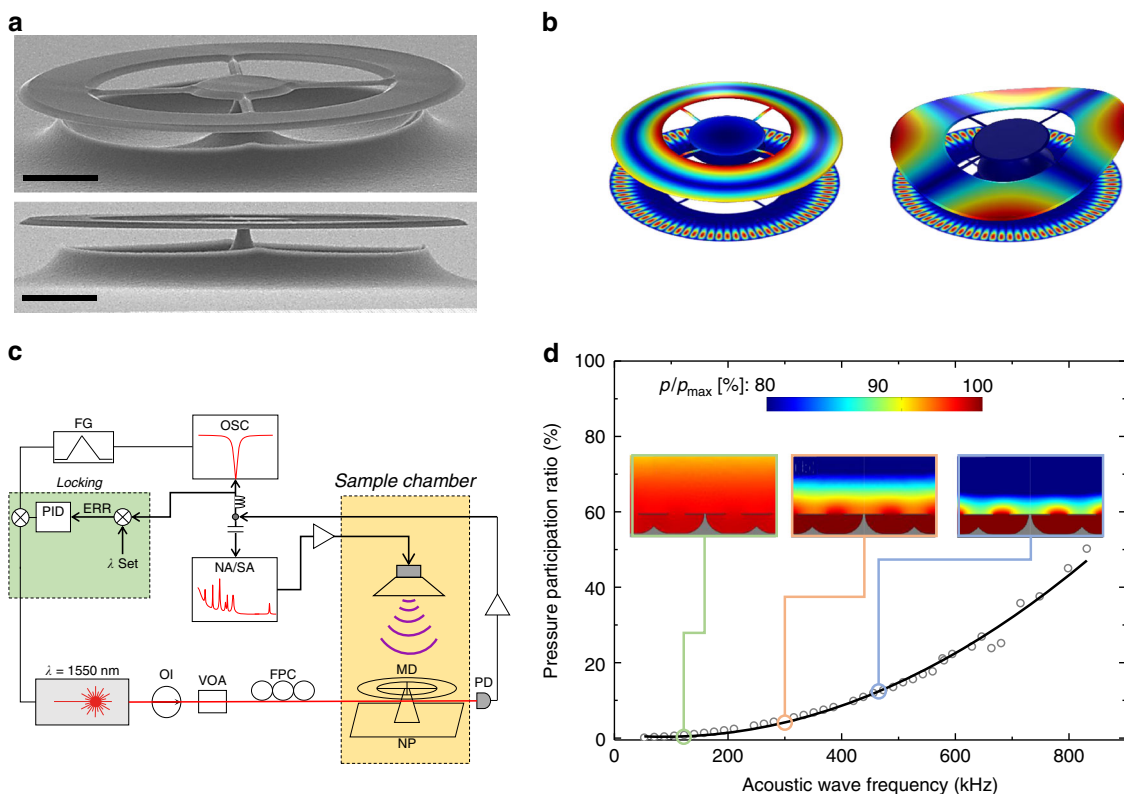 a
b
c
FG
OSC
Locking
PID
ERR
λ Set
NA/SA
Sample chamber
λ = 1550 nm
OI
VOA
FPC
MD
PD
NP
d
p/pmax [%]: 80 90 100
Pressure participation ratio (%)
100
80
60
40
20
0
0 200 400 600 800
Acoustic wave frequency (kHz)